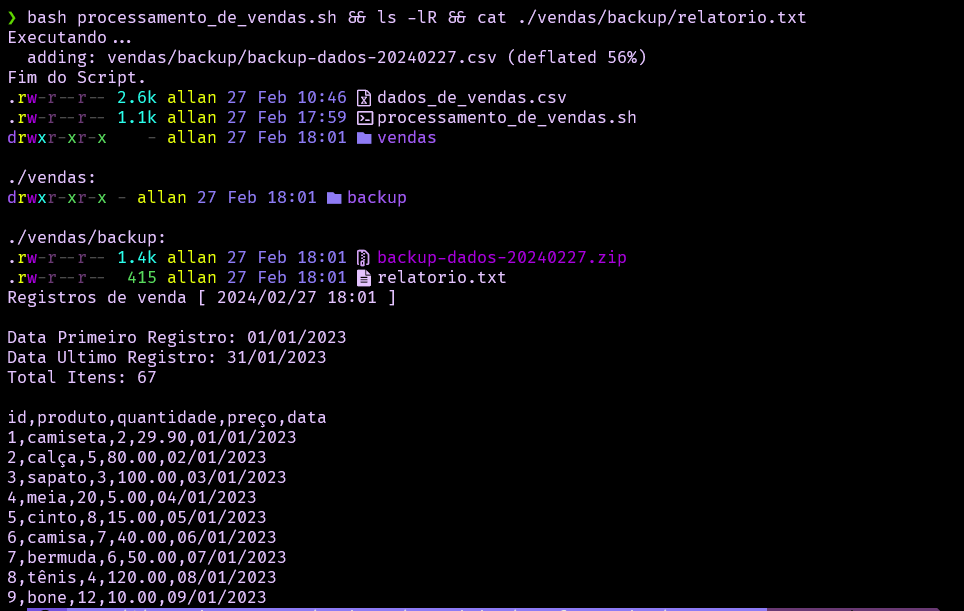 ❯ bash processamento_de_vendas.sh && ls -lR && cat ./vendas/backup/relatorio.txt
Executando...
  adding: vendas/backup/backup-dados-20240227.csv (deflated 56%)
Fim do Script.
.rw-r--r-- 2.6k allan 27 Feb 10:46 dados_de_vendas.csv
.rw-r--r-- 1.1k allan 27 Feb 17:59 processamento_de_vendas.sh
drwxr-xr-x    - allan 27 Feb 18:01 vendas

./vendas:
drwxr-xr-x - allan 27 Feb 18:01 backup

./vendas/backup:
.rw-r--r-- 1.4k allan 27 Feb 18:01 backup-dados-20240227.zip
.rw-r--r--  415 allan 27 Feb 18:01 relatorio.txt
Registros de venda [ 2024/02/27 18:01 ]

Data Primeiro Registro: 01/01/2023
Data Ultimo Registro: 31/01/2023
Total Itens: 67

id,produto,quantidade,preço,data
1,camiseta,2,29.90,01/01/2023
2,calça,5,80.00,02/01/2023
3,sapato,3,100.00,03/01/2023
4,meia,20,5.00,04/01/2023
5,cinto,8,15.00,05/01/2023
6,camisa,7,40.00,06/01/2023
7,bermuda,6,50.00,07/01/2023
8,tênis,4,120.00,08/01/2023
9,bone,12,10.00,09/01/2023